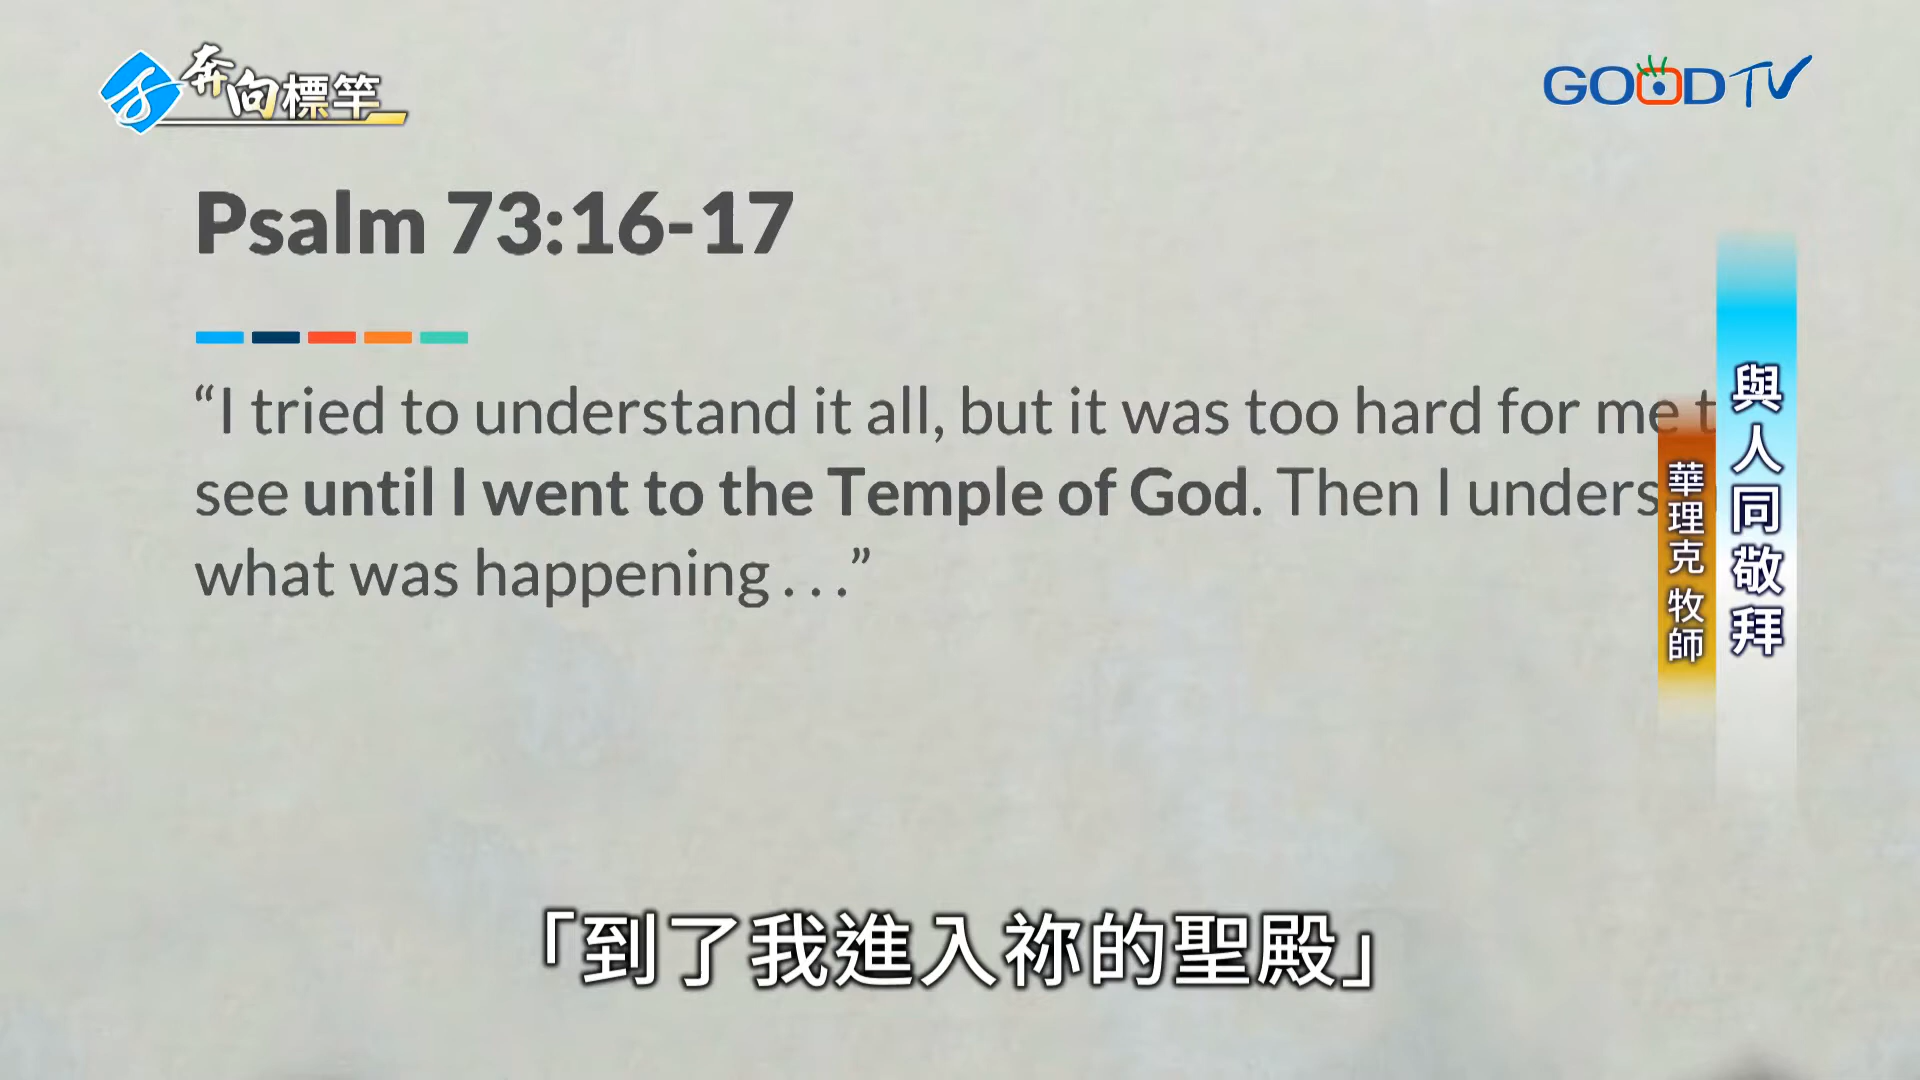 奔向標竿
GOOD TV
Psalm 73:16-17
“I tried to understand it all, but it was too hard for me t
see until I went to the Temple of God. Then I unders
what was happening . . .”
與人同敬拜
華理克 牧師
「到了我進入祢的聖殿」